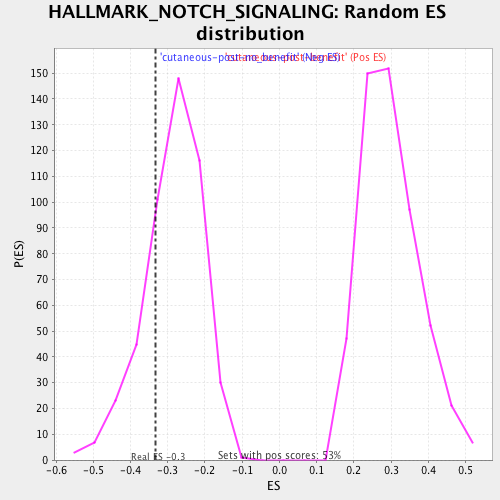 HALLMARK_NOTCH_SIGNALING: Random ES
distribution
'cutaneous-post-no_benefit' (Neg ES)
(Pos ES)
P(ES)
150
140
130
120
110
100
90
80
70
60
50
40
30
20
10
0
Real ES -0.3
Sets with pos scores: 53%
-0.6 -0.5 -0.4 -0.3 -0.2 -0.1 0.0 0.1 0.2 0.3 0.4 0.5
ES